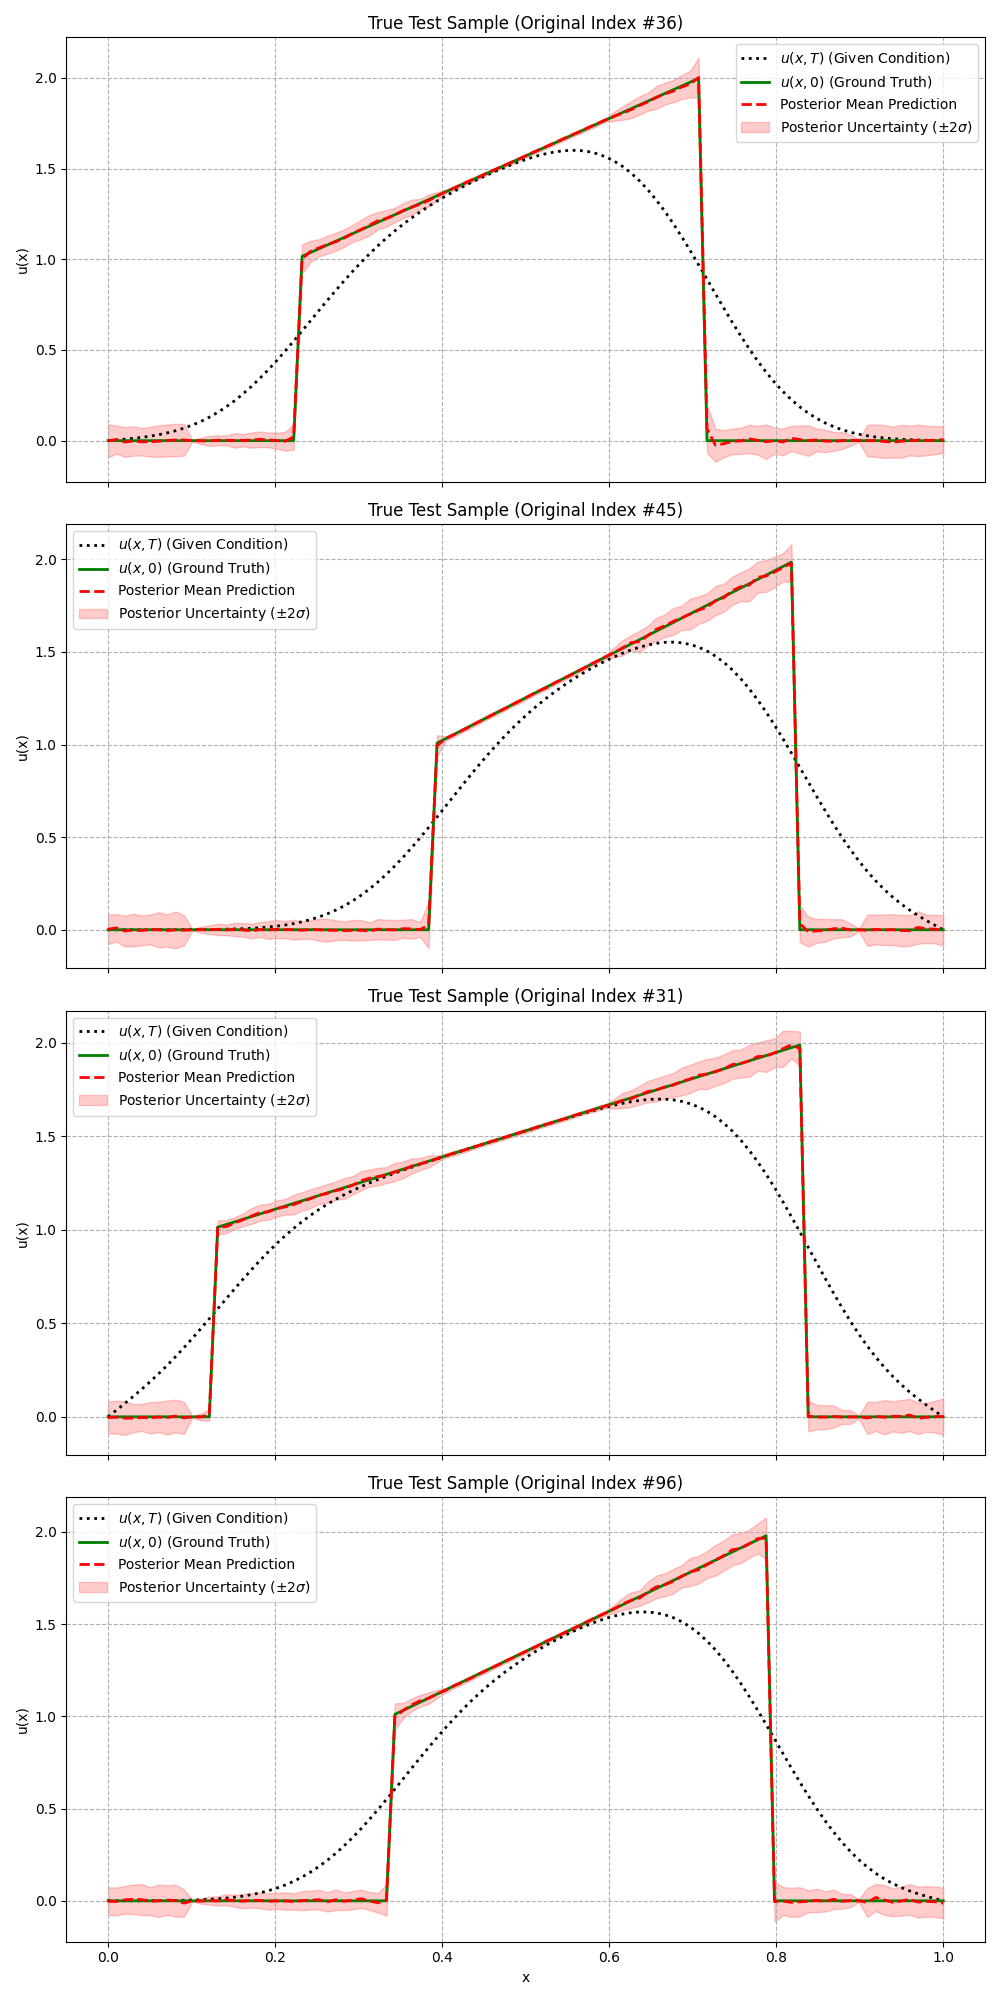 True Test Sample (Original Index #36)
2.0
1.5
1.0
0.5
0.0
u(x)
u(x, T) (Given Condition)
u(x, 0) (Ground Truth)
Posterior Mean Prediction
Posterior Uncertainty (±2σ)
True Test Sample (Original Index #45)
2.0
1.5
1.0
0.5
0.0
u(x)
u(x, T) (Given Condition)
u(x, 0) (Ground Truth)
Posterior Mean Prediction
Posterior Uncertainty (±2σ)
True Test Sample (Original Index #31)
2.0
1.5
1.0
0.5
0.0
u(x)
u(x, T) (Given Condition)
u(x, 0) (Ground Truth)
Posterior Mean Prediction
Posterior Uncertainty (±2σ)
True Test Sample (Original Index #96)
2.0
1.5
1.0
0.5
0.0
u(x)
u(x, T) (Given Condition)
u(x, 0) (Ground Truth)
Posterior Mean Prediction
Posterior Uncertainty (±2σ)
0.0 0.2 0.4 0.6 0.8 1.0
x